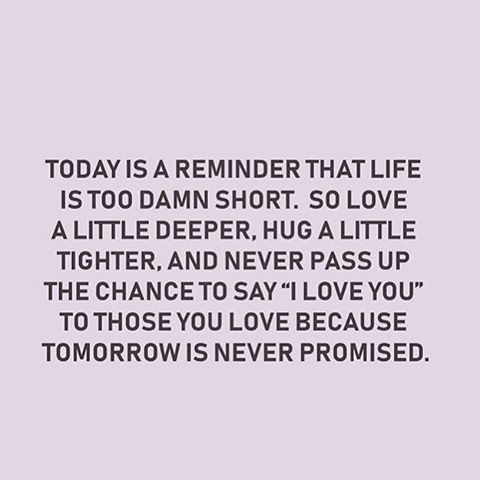 TODAY IS A REMINDER THAT LIFE
IS TOO DAMN SHORT. SO LOVE
A LITTLE DEEPER, HUG A LITTLE
TIGHTER, AND NEVER PASS UP
THE CHANCE TO SAY “I LOVE YOU”
TO THOSE YOU LOVE BECAUSE
TOMORROW IS NEVER PROMISED.